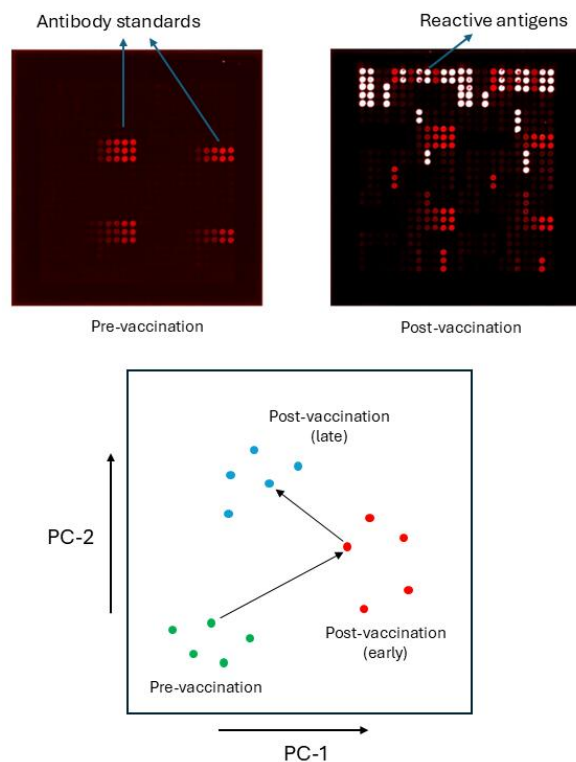 Antibody standards
Reactive antigens
Pre-vaccination
Post-vaccination
Post-vaccination
(late)
PC-2
Post-vaccination
(early)
Pre-vaccination
PC-1